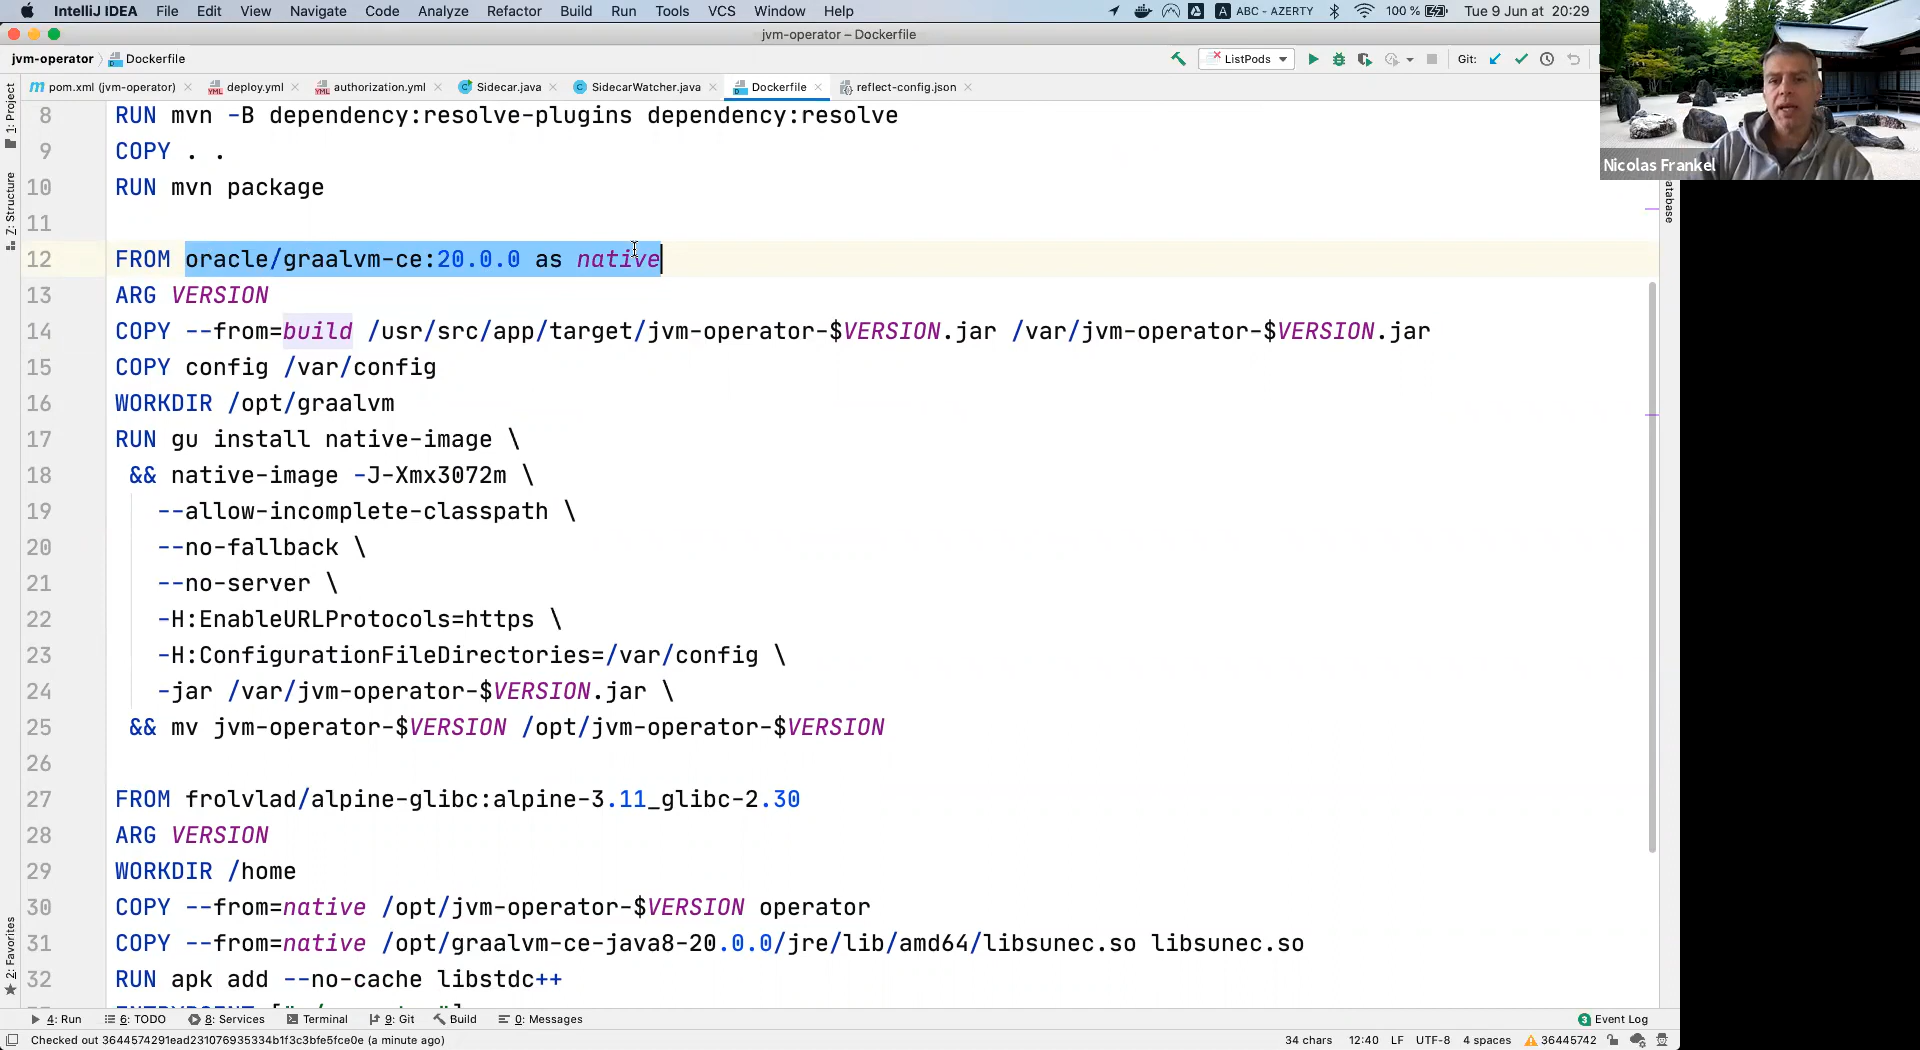 IntelliJ IDEA File Edit View Navigate Code Analyze Refactor Build Run Tools VCS Window Help A ABC - AZERTY 100 % Tue 9 Jun at 20:29
jvm-operator – Dockerfile
jvm-operator Dockerfile ListPods Git:
pom.xml (jvm-operator) deploy.yml authorization.yml Sidecar.java SidecarWatcher.java Dockerfile reflect-config.json
1: Project
Z: Structure
2: Favorites
atabase
Nicolas Frankel
8 RUN mvn -B dependency:resolve-plugins dependency:resolve
9 COPY . .
10 RUN mvn package
11
12 FROM oracle/graalvm-ce:20.0.0 as native
13 ARG VERSION
14 COPY --from=build /usr/src/app/target/jvm-operator-$VERSION.jar /var/jvm-operator-$VERSION.jar
15 COPY config /var/config
16 WORKDIR /opt/graalvm
17 RUN gu install native-image \
18 && native-image -J-Xmx3072m \
19 --allow-incomplete-classpath \
20 --no-fallback \
21 --no-server \
22 -H:EnableURLProtocols=https \
23 -H:ConfigurationFileDirectories=/var/config \
24 -jar /var/jvm-operator-$VERSION.jar \
25 && mv jvm-operator-$VERSION /opt/jvm-operator-$VERSION
26
27 FROM frolvlad/alpine-glibc:alpine-3.11_glibc-2.30
28 ARG VERSION
29 WORKDIR /home
30 COPY --from=native /opt/jvm-operator-$VERSION operator
31 COPY --from=native /opt/graalvm-ce-java8-20.0.0/jre/lib/amd64/libsunec.so libsunec.so
32 RUN apk add --no-cache libstdc++
4: Run 6: TODO 8: Services Terminal 9: Git Build 0: Messages 3 Event Log
Checked out 3644574291ead231076935334b1f3c3bfe5fce0e (a minute ago) 34 chars 12:40 LF UTF-8 4 spaces 36445742